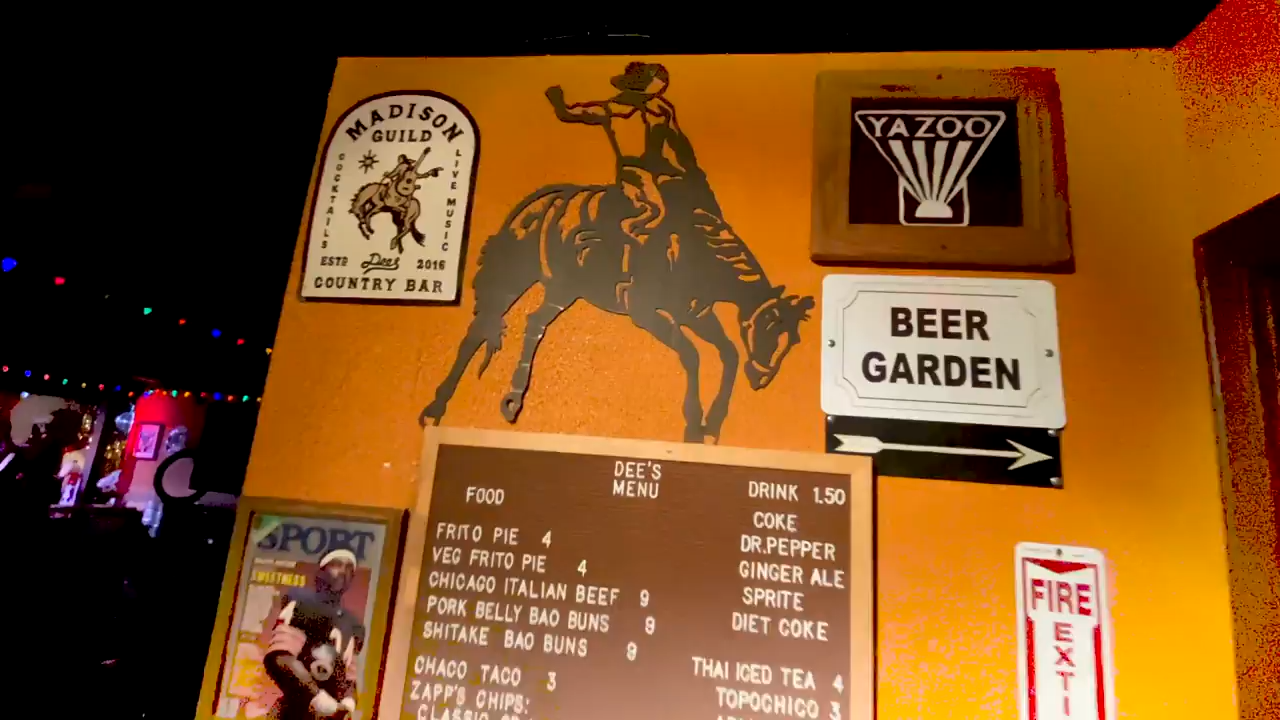 MADISON
GUILD
COCKTAILS
LIVE MUSIC
ESTD Dees 2016
COUNTRY BAR
YAZOO
BEER
GARDEN
DEE'S
MENU
FOOD
FRITO PIE 4
VEG FRITO PIE 4
CHICAGO ITALIAN BEEF 9
PORK BELLY BAO BUNS 9
SHITAKE BAO BUNS 9
CHACO TACO 3
ZAPP'S CHIPS:
DRINK 1.50
COKE
DR.PEPPER
GINGER ALE
SPRITE
DIET COKE
THAI ICED TEA 4
TOPOCHICO 3
SPORT
SWEETNESS
FIRE
EXTI